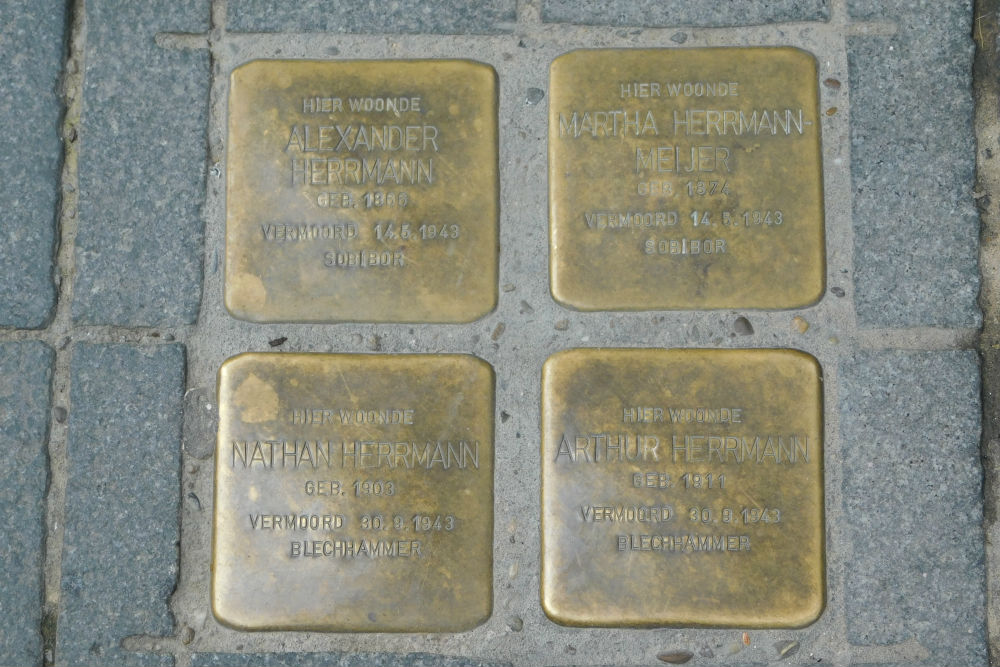 HIER WOONDE
ALEXANDER
HERRMANN
GEB. 1866
VERMOORD 14.5.1943
SOBIBOR
HIER WOONDE
MARTHA HERRMANN-
MEIJER
GEB. 1874
VERMOORD 14.5.1943
SOBIBOR
HIER WOONDE
NATHAN HERRMANN
GEB. 1903
VERMOORD 30.9.1943
BLECHHAMMER
HIER WOONDE
ARTHUR HERRMANN
GEB. 1911
VERMOORD 30.9.1943
BLECHHAMMER